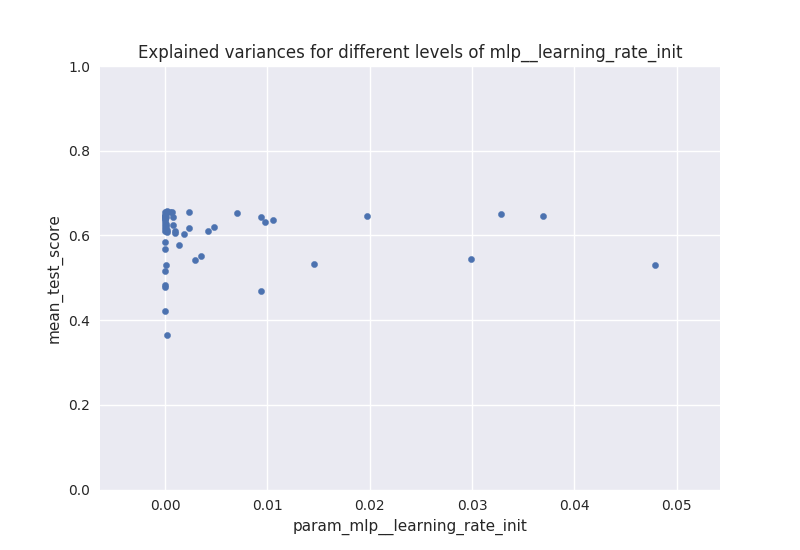 Explained variances for different levels of mlp__learning_rate_init
1.0
0.8
0.6
0.4
0.2
0.0
mean_test_score
0.00 0.01 0.02 0.03 0.04 0.05
param_mlp__learning_rate_init